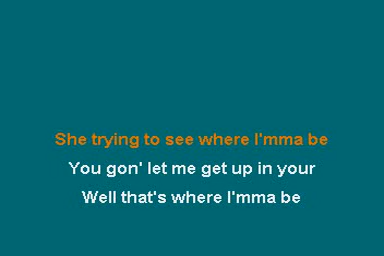 She trying to see where I'mma be
You gon' let me get up in your
Well that's where I'mma be